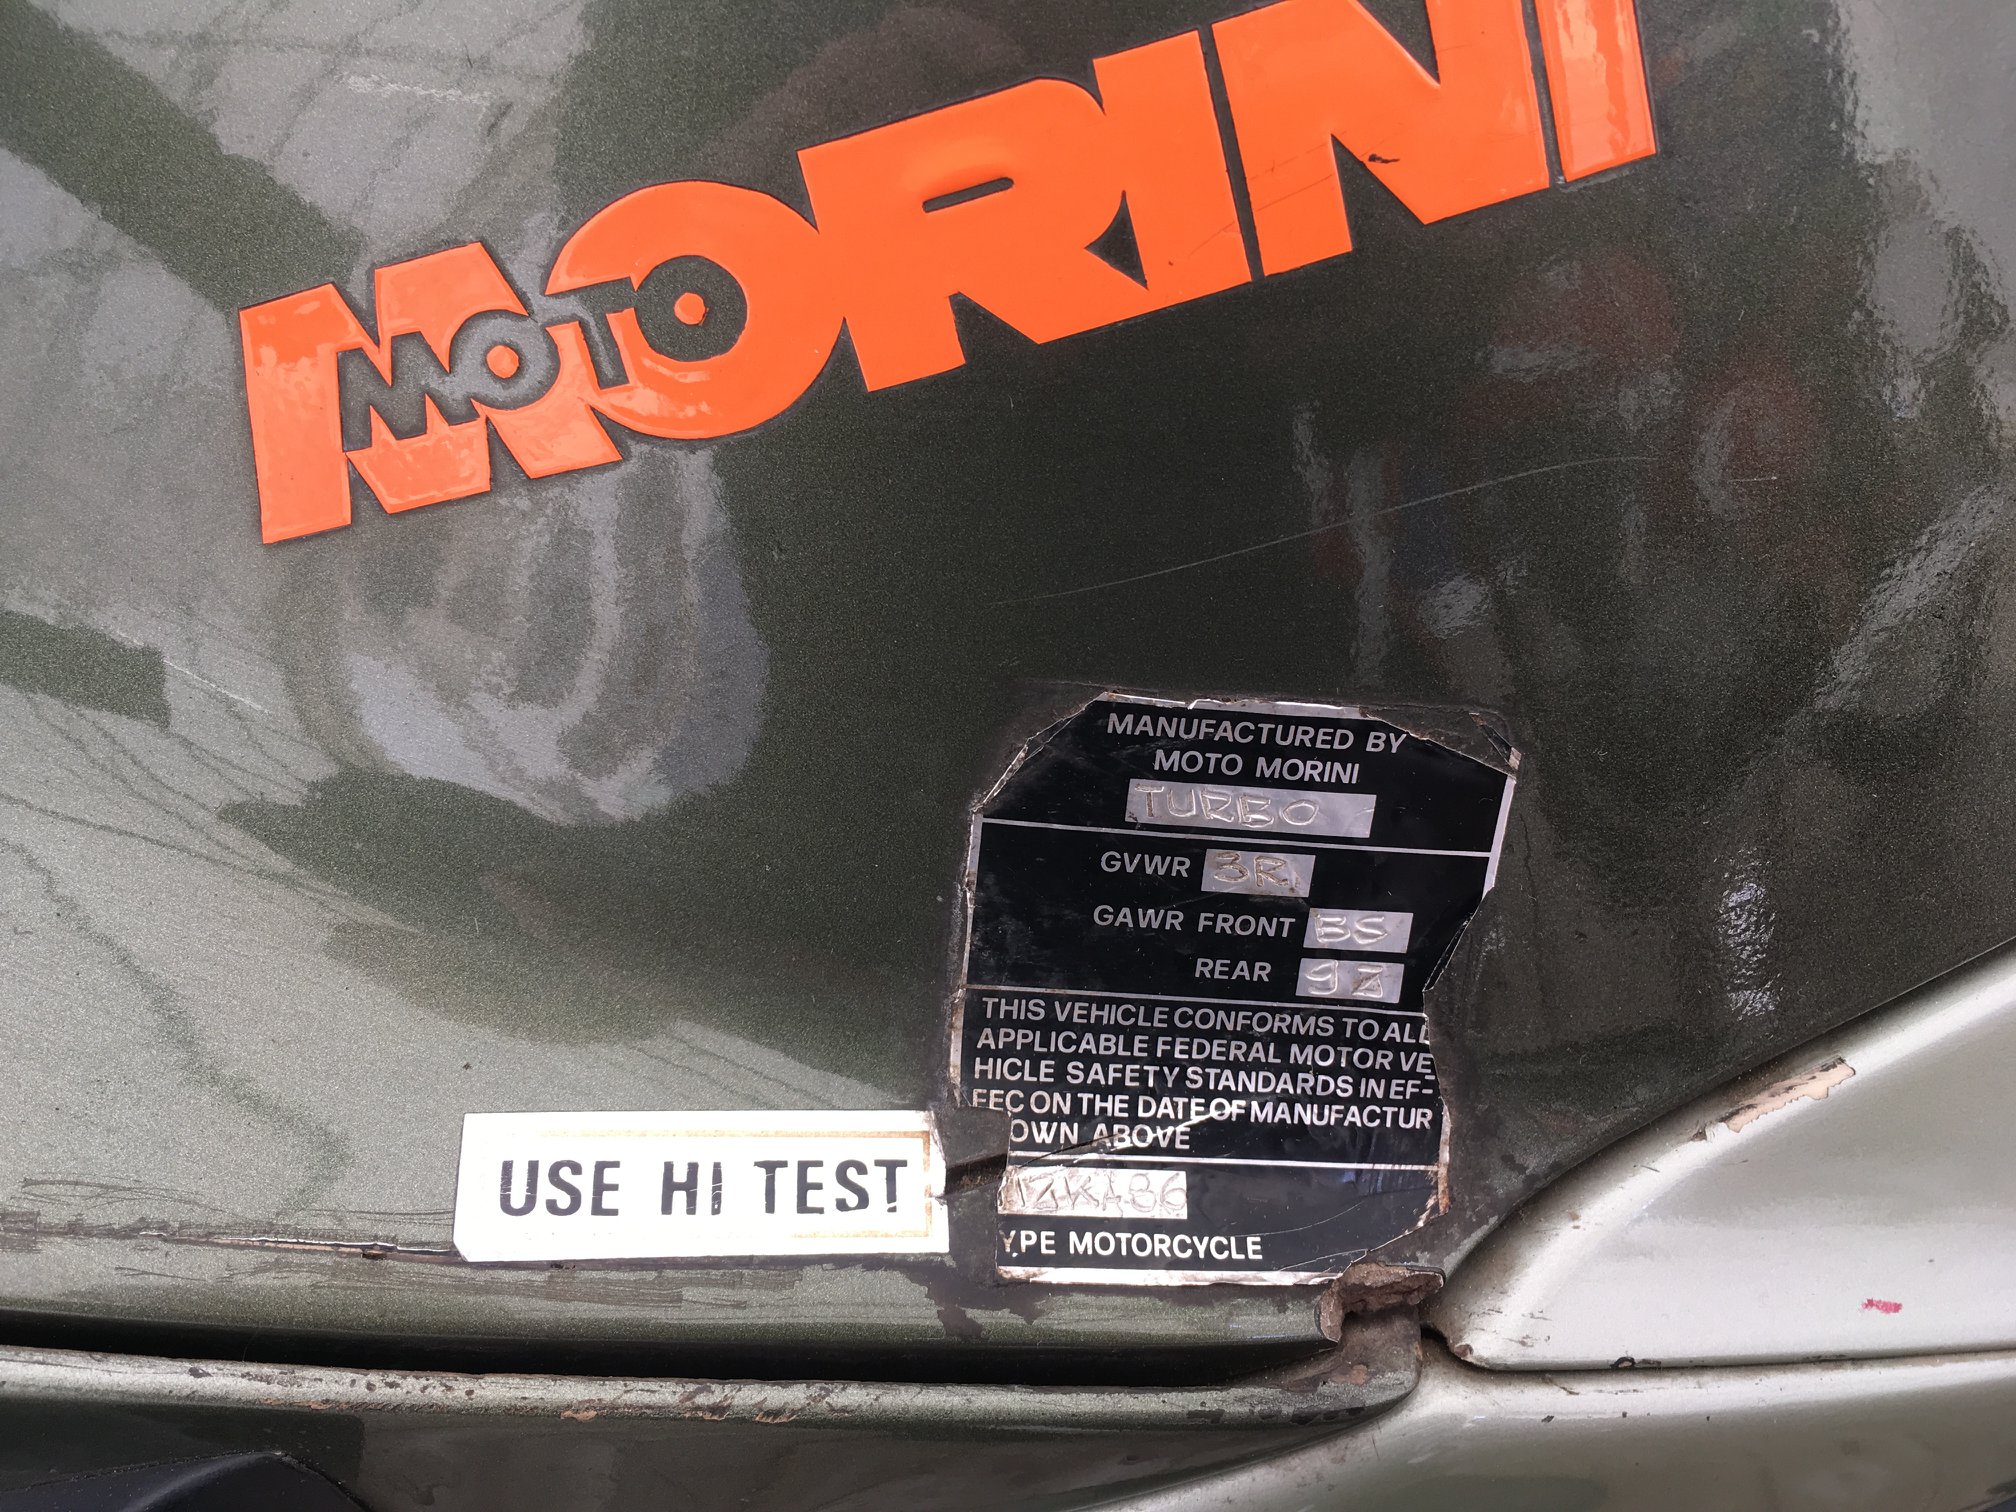 MOTO MORINI
MANUFACTURED BY
MOTO MORINI
TURBO
GVWR 3R
GAWR FRONT BS
REAR 93
THIS VEHICLE CONFORMS TO ALL
APPLICABLE FEDERAL MOTOR VE-
HICLE SAFETY STANDARDS IN EF-
FEC ON THE DATE OF MANUFACTUR
OWN ABOVE
YPE MOTORCYCLE
USE HI TEST